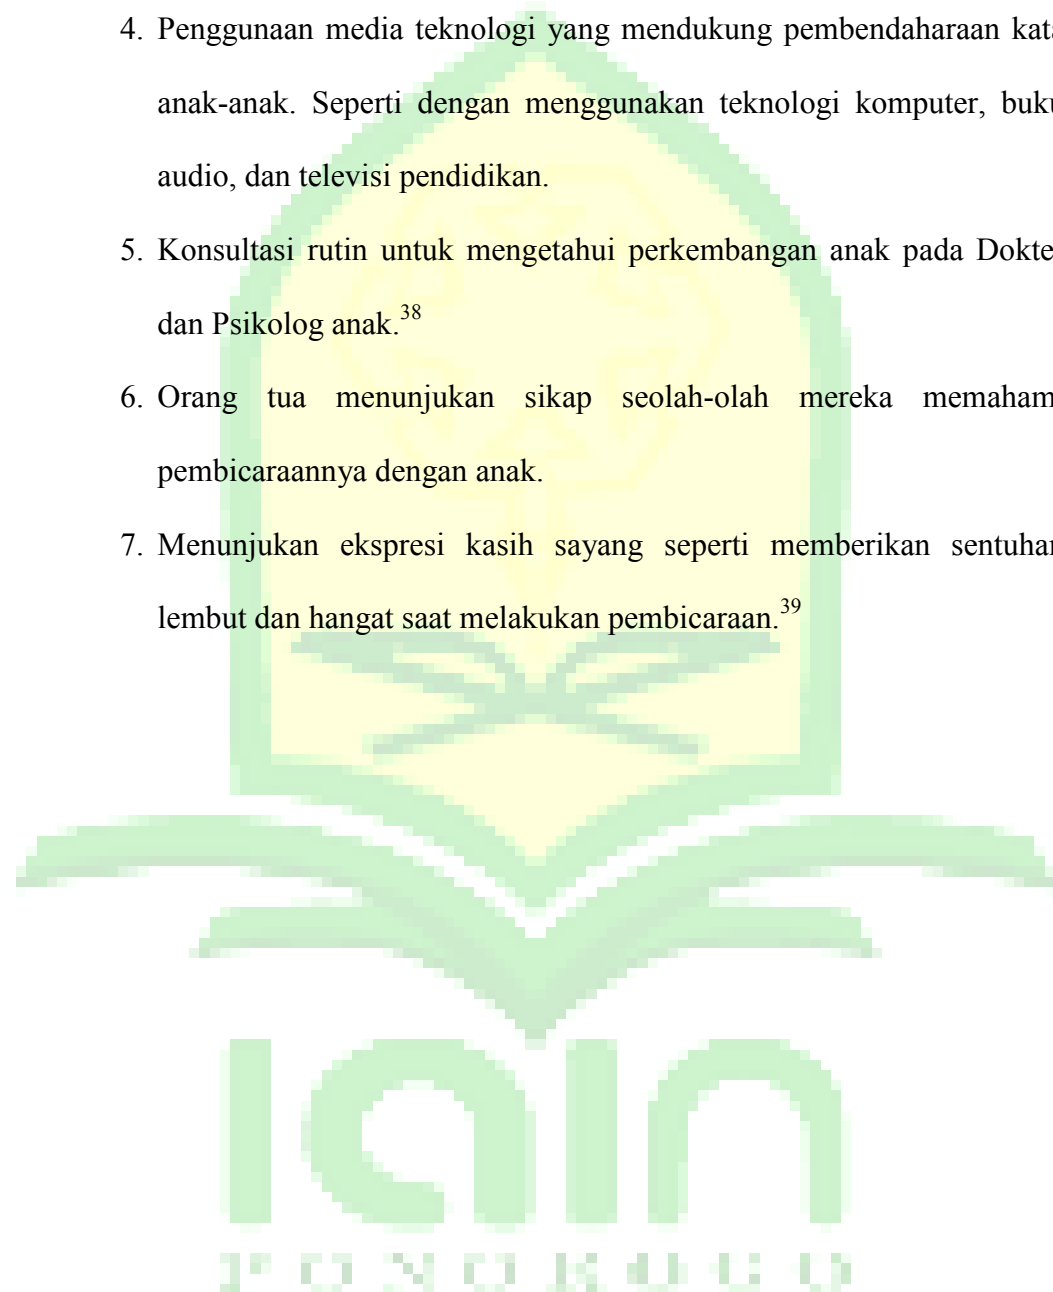 4. Penggunaan media teknologi yang mendukung pembendaharaan kata
anak-anak. Seperti dengan menggunakan teknologi komputer, buku
audio, dan televisi pendidikan.
5. Konsultasi rutin untuk mengetahui perkembangan anak pada Dokte
dan Psikolog anak.38
6. Orang tua menunjukan sikap seolah-olah mereka memaham
pembicaraannya dengan anak.
7. Menunjukan ekspresi kasih sayang seperti memberikan sentuhan
lembut dan hangat saat melakukan pembicaraan.39
iain
PONOROGO